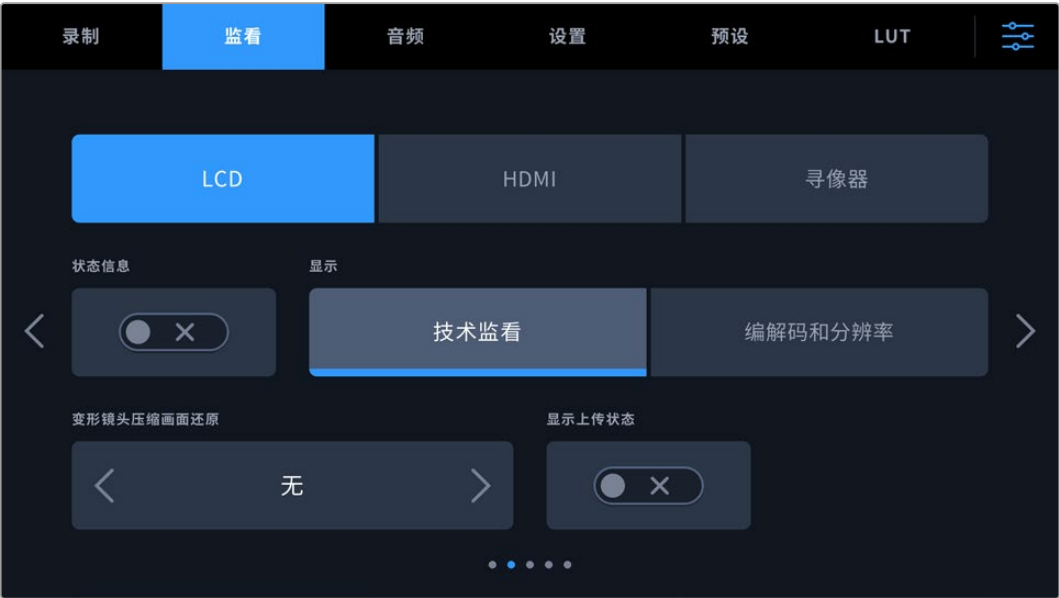 录制 监看 音频 设置 预设 LUT
LCD HDMI 寻像器
状态信息 显示
技术监看 编解码和分辨率
变形镜头压缩画面还原 显示上传状态
无